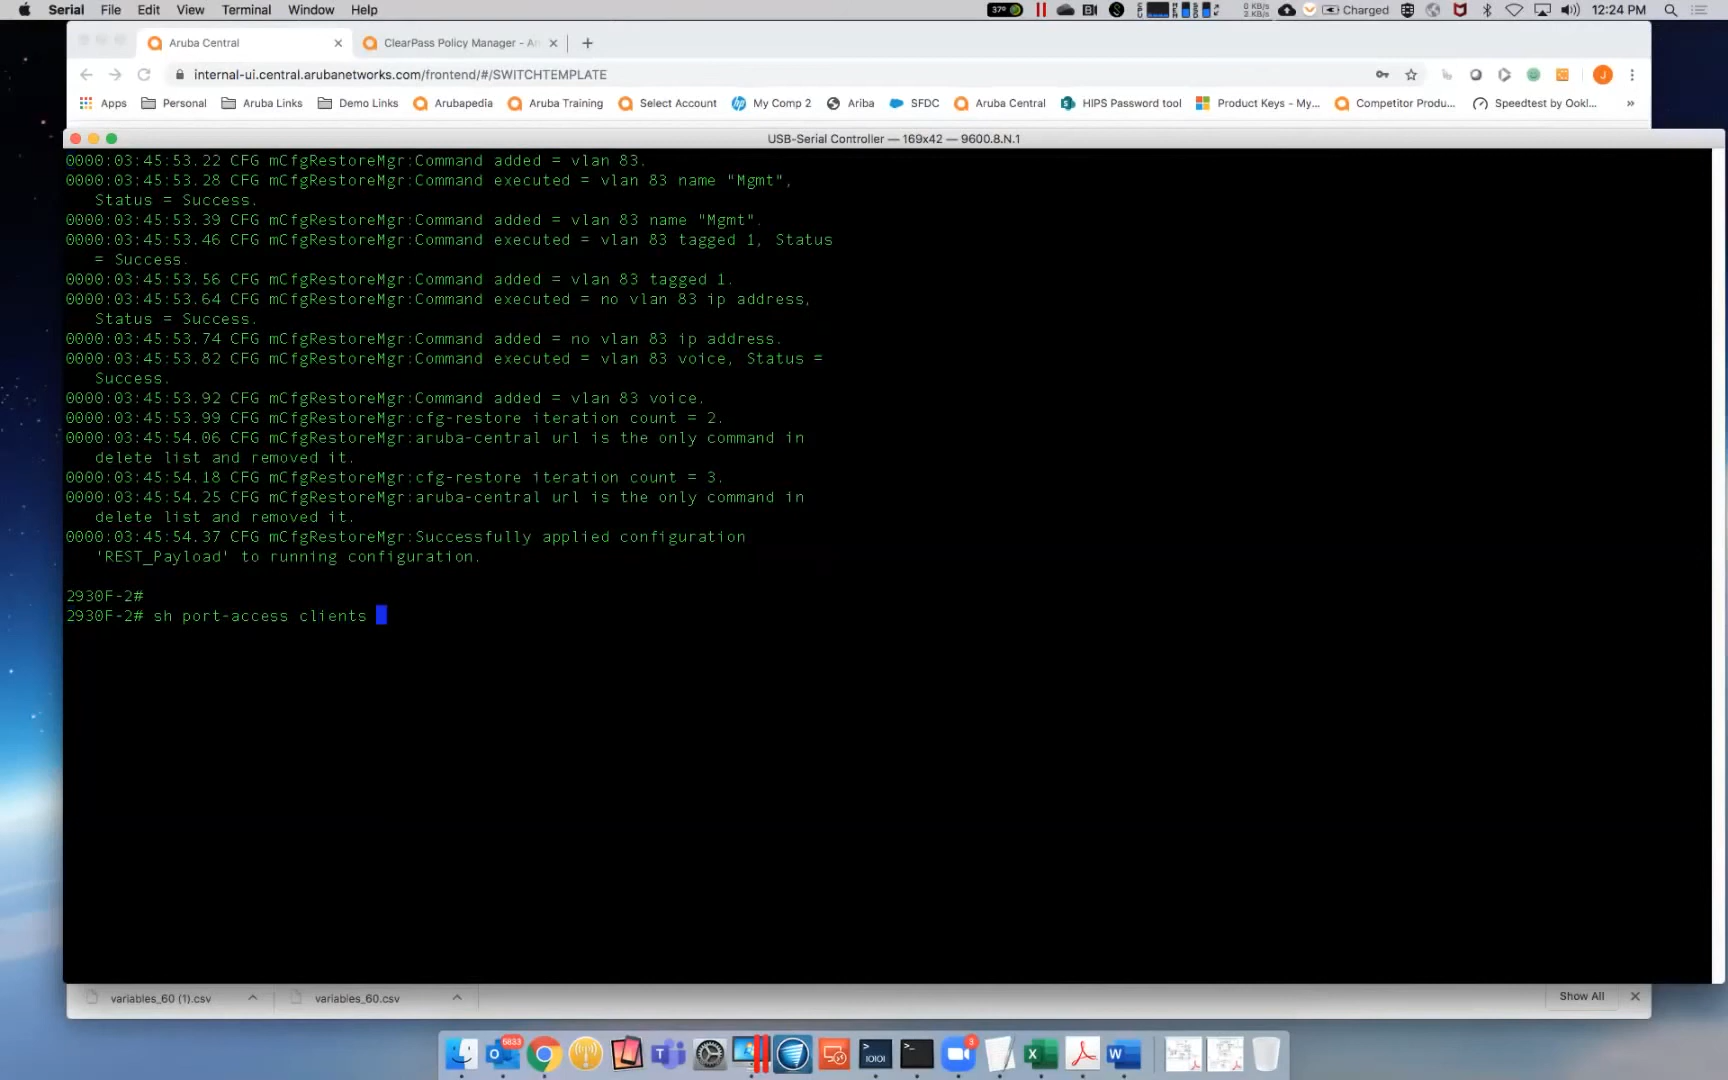 Serial File Edit View Terminal Window Help 37° 0 KB/s 2 KB/s Charged 12:24 PM
Aruba Central ClearPass Policy Manager - Ar
internal-ui.central.arubanetworks.com/frontend/#/SWITCHTEMPLATE J
Apps Personal Aruba Links Demo Links Arubapedia Aruba Training Select Account My Comp 2 Ariba SFDC Aruba Central HIPS Password tool Product Keys - My... Competitor Produ... Speedtest by Ookl... »
USB-Serial Controller — 169x42 — 9600.8.N.1
0000:03:45:53.22 CFG mCfgRestoreMgr:Command added = vlan 83.
0000:03:45:53.28 CFG mCfgRestoreMgr:Command executed = vlan 83 name "Mgmt",
Status = Success.
0000:03:45:53.39 CFG mCfgRestoreMgr:Command added = vlan 83 name "Mgmt".
0000:03:45:53.46 CFG mCfgRestoreMgr:Command executed = vlan 83 tagged 1, Status
= Success.
0000:03:45:53.56 CFG mCfgRestoreMgr:Command added = vlan 83 tagged 1.
0000:03:45:53.64 CFG mCfgRestoreMgr:Command executed = no vlan 83 ip address,
Status = Success.
0000:03:45:53.74 CFG mCfgRestoreMgr:Command added = no vlan 83 ip address.
0000:03:45:53.82 CFG mCfgRestoreMgr:Command executed = vlan 83 voice, Status =
Success.
0000:03:45:53.92 CFG mCfgRestoreMgr:Command added = vlan 83 voice.
0000:03:45:53.99 CFG mCfgRestoreMgr:cfg-restore iteration count = 2.
0000:03:45:54.06 CFG mCfgRestoreMgr:aruba-central url is the only command in
delete list and removed it.
0000:03:45:54.18 CFG mCfgRestoreMgr:cfg-restore iteration count = 3.
0000:03:45:54.25 CFG mCfgRestoreMgr:aruba-central url is the only command in
delete list and removed it.
0000:03:45:54.37 CFG mCfgRestoreMgr:Successfully applied configuration
'REST_Payload' to running configuration.
2930F-2#
2930F-2# sh port-access clients
variables_60 (1).csv variables_60.csv Show All
6833 3